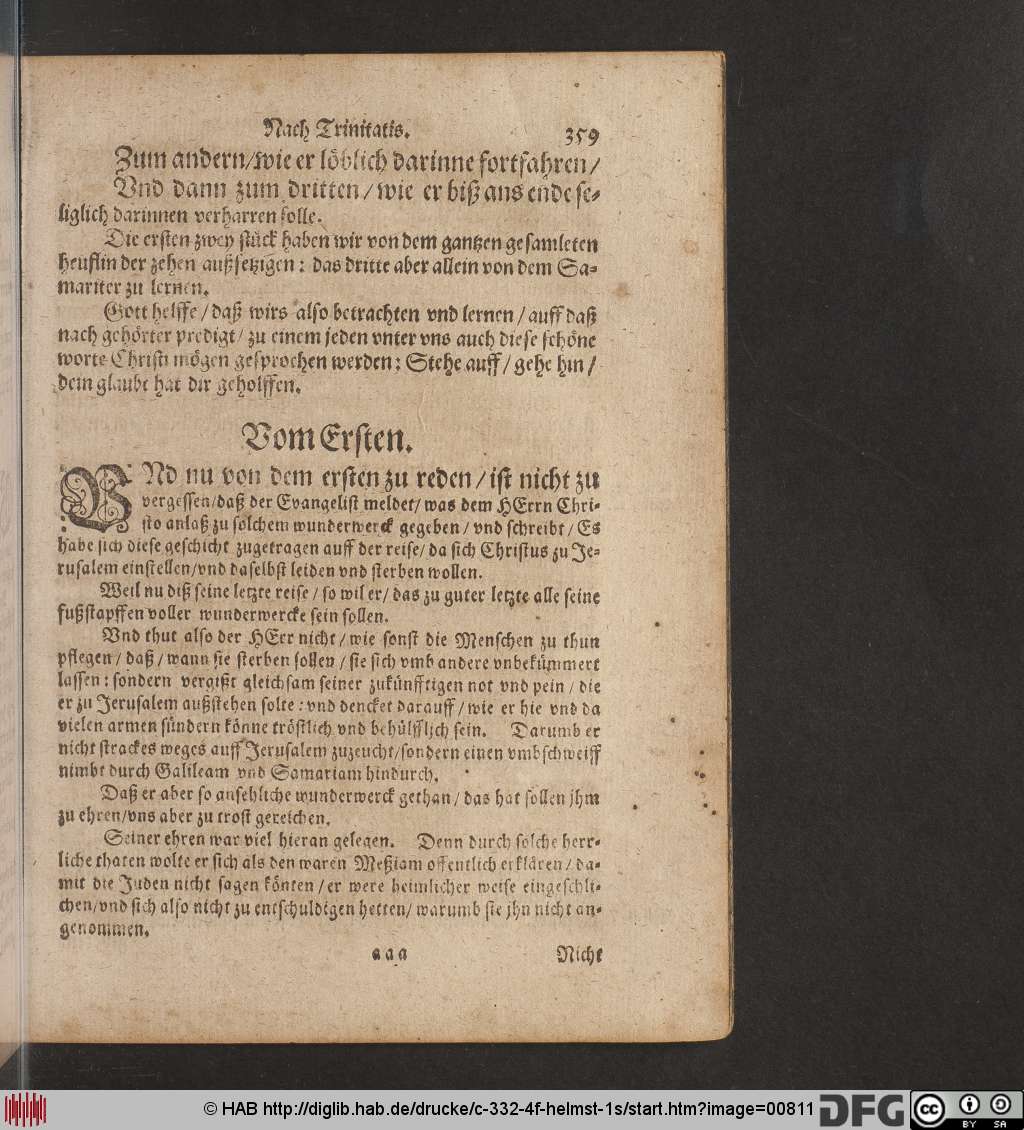 Nach Trinitatis. 359
Zum andern/wie er löblich darinne fortfahren/
Vnd dann zum dritten/ wie er biß ans ende se-
liglich darinnen verharren solle.
Die ersten zwey stück haben wir von dem gantzen gesamleten
heuflin der zehen außsetzigen: das dritte aber allein von dem Sa-
mariter zu lernen.
Gott helffe/ daß wirs also betrachten vnd lernen/ auff daß
nach gehörter predigt/ zu einem jeden vnter vns auch diese schöne
worte Christi mögen gesprochen werden: Stehe auff/ gehe hin/
dein glaube hat dir geholffen.
Vom Ersten.
VNd nu von dem ersten zu reden/ ist nicht zu
vergessen/daß der Evangelist meldet/ was dem HErrn Chri-
sto anlaß zu solchem wunderwerck gegeben/ vnd schreibt/ Es
habe sich diese geschicht zugetragen auff der reise/ da sich Christus zu Je-
rusalem einstellen/vnd daselbst leiden vnd sterben wollen.
Weil nu diß seine letzte reise/ so wil er/ das zu guter letzte alle seine
fußstapffen voller wunderwercke sein sollen.
Vnd thut also der HErr nicht/ wie sonst die Menschen zu thun
pflegen/ daß/ wann sie sterben sollen/ sie sich vmb andere vnbekümmert
lassen: sondern vergißt gleichsam seiner zukünfftigen not vnd pein/ die
er zu Jerusalem außstehen solte: vnd dencket darauff/ wie er hie vnd da
vielen armen sündern könne tröstlich vnd behülfflich sein. Darumb er
nicht strackes weges auff Jerusalem zuzeucht/sondern einen vmbschweiff
nimbt durch Galileam vnd Samariam hindurch.
Daß er aber so ansehliche wunderwerck gethan/ das hat sollen jhm
zu ehren/vns aber zu trost gereichen.
Seiner ehren war viel hieran gelegen. Denn durch solche herr-
liche thaten wolte er sich als den waren Meßiam offentlich erklären/ da-
mit die Juden nicht sagen könten/ er were heimlicher weise eingeschli-
chen/vnd sich also nicht zu entschuldigen hetten/ warumb sie jhn nicht an-
genommen.
aaa Nicht
© HAB http://diglib.hab.de/drucke/c-332-4f-helmst-1s/start.htm?image=00811
DFG
cc BY SA